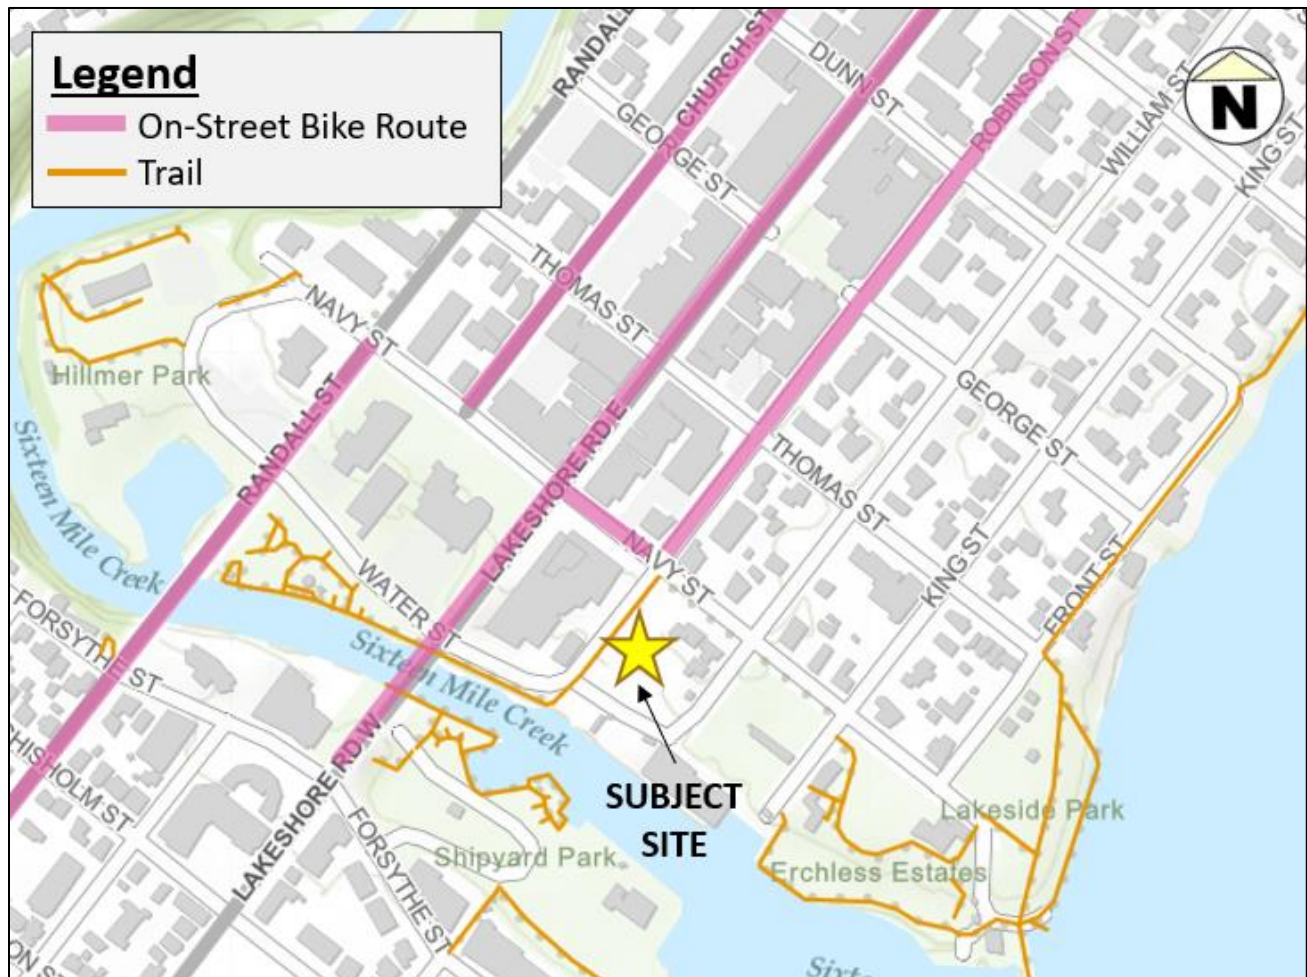 Legend
On-Street Bike Route
Trail
N
RANDALL
CHURCH ST
DUNN ST
ROBINSON ST
WILLIAM ST
KING ST
GEORGE ST
THOMAS ST
NAVY ST
Hillmer Park
RANDALL ST
LAKESHORE RD E
GEORGE ST
THOMAS ST
Sixteen Mile Creek
NAVY ST
KING ST
FRONT ST
WATER ST
FORSYTHE ST
Sixteen Mile Creek
CHISHOLM ST
LAKESHORE RD W
SUBJECT
SITE
Lakeside Park
FORSYTHE ST
Shipyard Park
Erchless Estates
ON ST